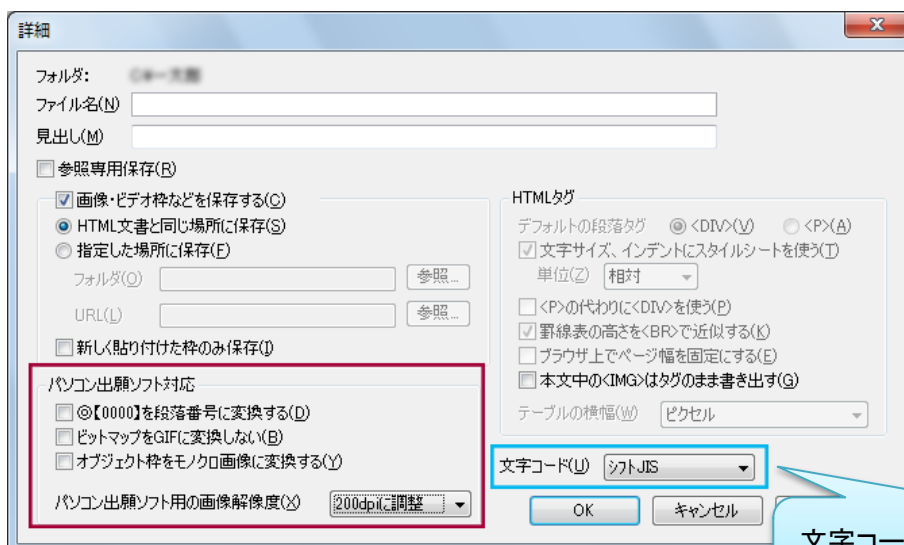 詳細
フォルダ:
ファイル名(N)
見出し(M)
参照専用保存(R)
画像・ビデオ枠などを保存する(C)
HTML文書と同じ場所に保存(S)
指定した場所に保存(F)
フォルダ(O)
参照...
URL(L)
参照...
新しく貼り付けた枠のみ保存(I)
パソコン出願ソフト対応
◎【0000】を段落番号に変換する(D)
ビットマップをGIFに変換しない(B)
オブジェクト枠をモノクロ画像に変換する(Y)
パソコン出願ソフト用の画像解像度(X)
200dpiに調整
HTMLタグ
デフォルトの段落タグ <DIV>(V) <P>(A)
文字サイズ、インデントにスタイルシートを使う(T)
単位(Z) 相対
<P>の代わりに<DIV>を使う(P)
罫線表の高さを<BR>で近似する(K)
ブラウザ上でページ幅を固定にする(E)
本文中の<IMG>はタグのまま書き出す(G)
テーブルの横幅(W) ピクセル
文字コード(U) シフトJIS
OK キャンセル
文字コー